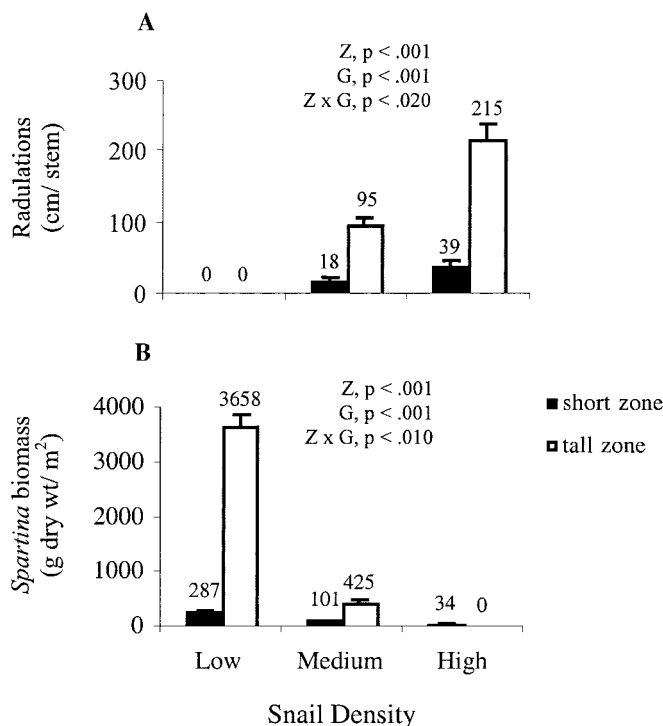 A
Z, p < .001
G, p < .001
Z x G, p < .020
Radulations
(cm/ stem)
300
200
100
0
0 0
18
95
39
215
B
Z, p < .001
G, p < .001
Z x G, p < .010
Spartina biomass
(g dry wt/ m²)
4000
3000
2000
1000
0
287
3658
101
425
34
0
short zone
tall zone
Low Medium High
Snail Density